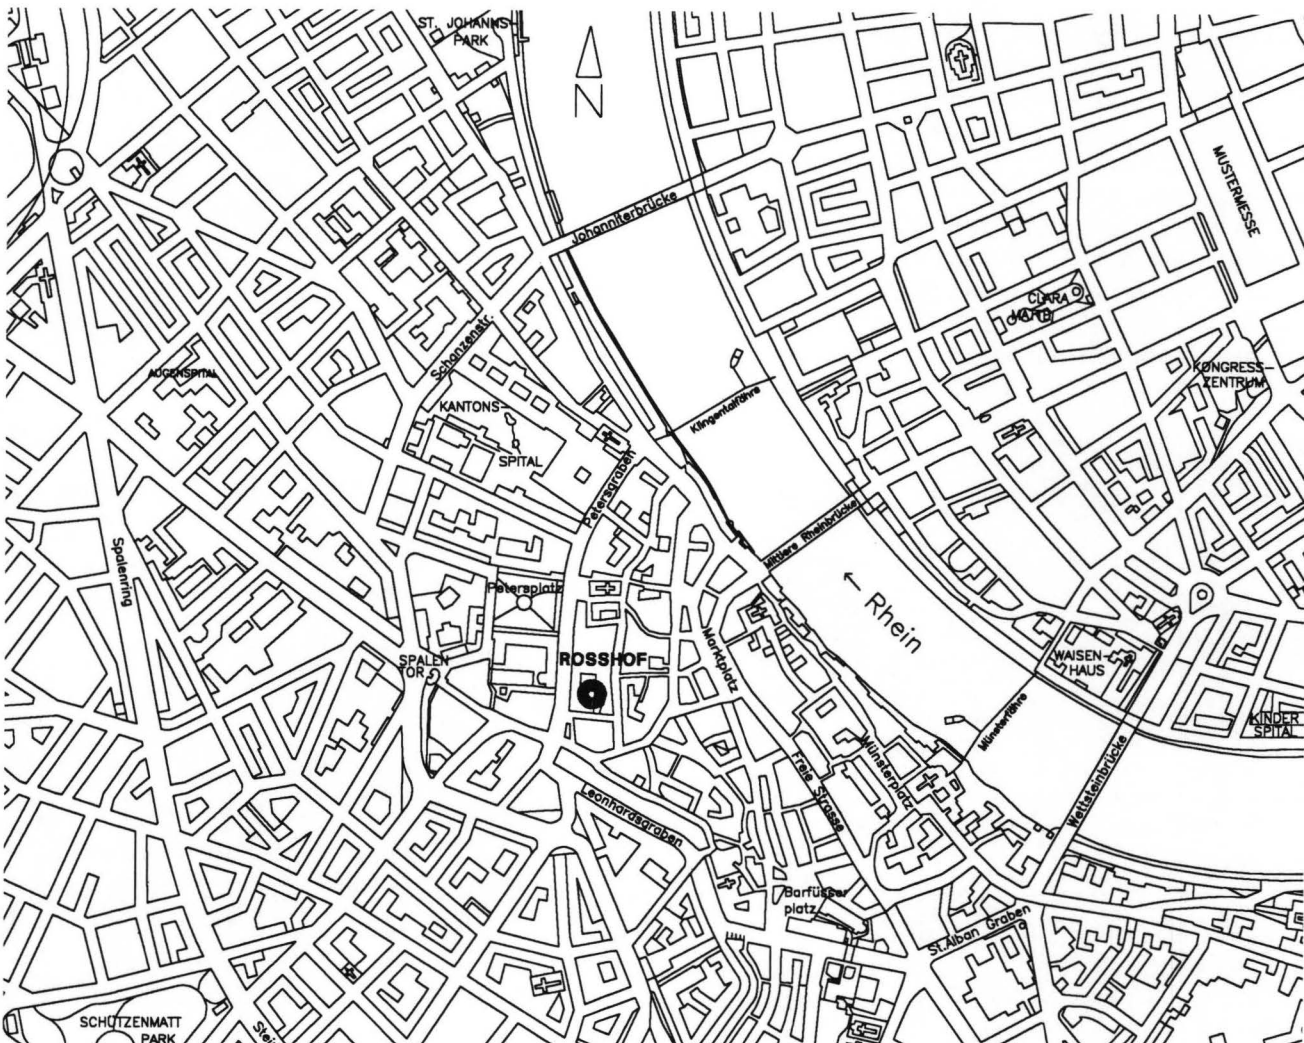 ST. JOHANNS-
PARK
N
Johanniterbrücke
MUSTERMESSE
CLARA
MATTE
Schanzenstr.
AUGENSPITAL
KONGRESS-
ZENTRUM
Klingentalfähre
KANTONS-
SPITAL
Petersgraben
Mittlere Rheinbrücke
Spalenring
Petersplatz
← Rhein
Marktplatz
SPALEN
TOR
ROSSHOF
WAISEN-
HAUS
Münsterfähre
KINDER
SPITAL
Wettsteinbrücke
Münsterplatz
Freie Strasse
Leonhardsgraben
Barfüsser
platz
St.Alban Graben
SCHÜTZENMATT
PARK